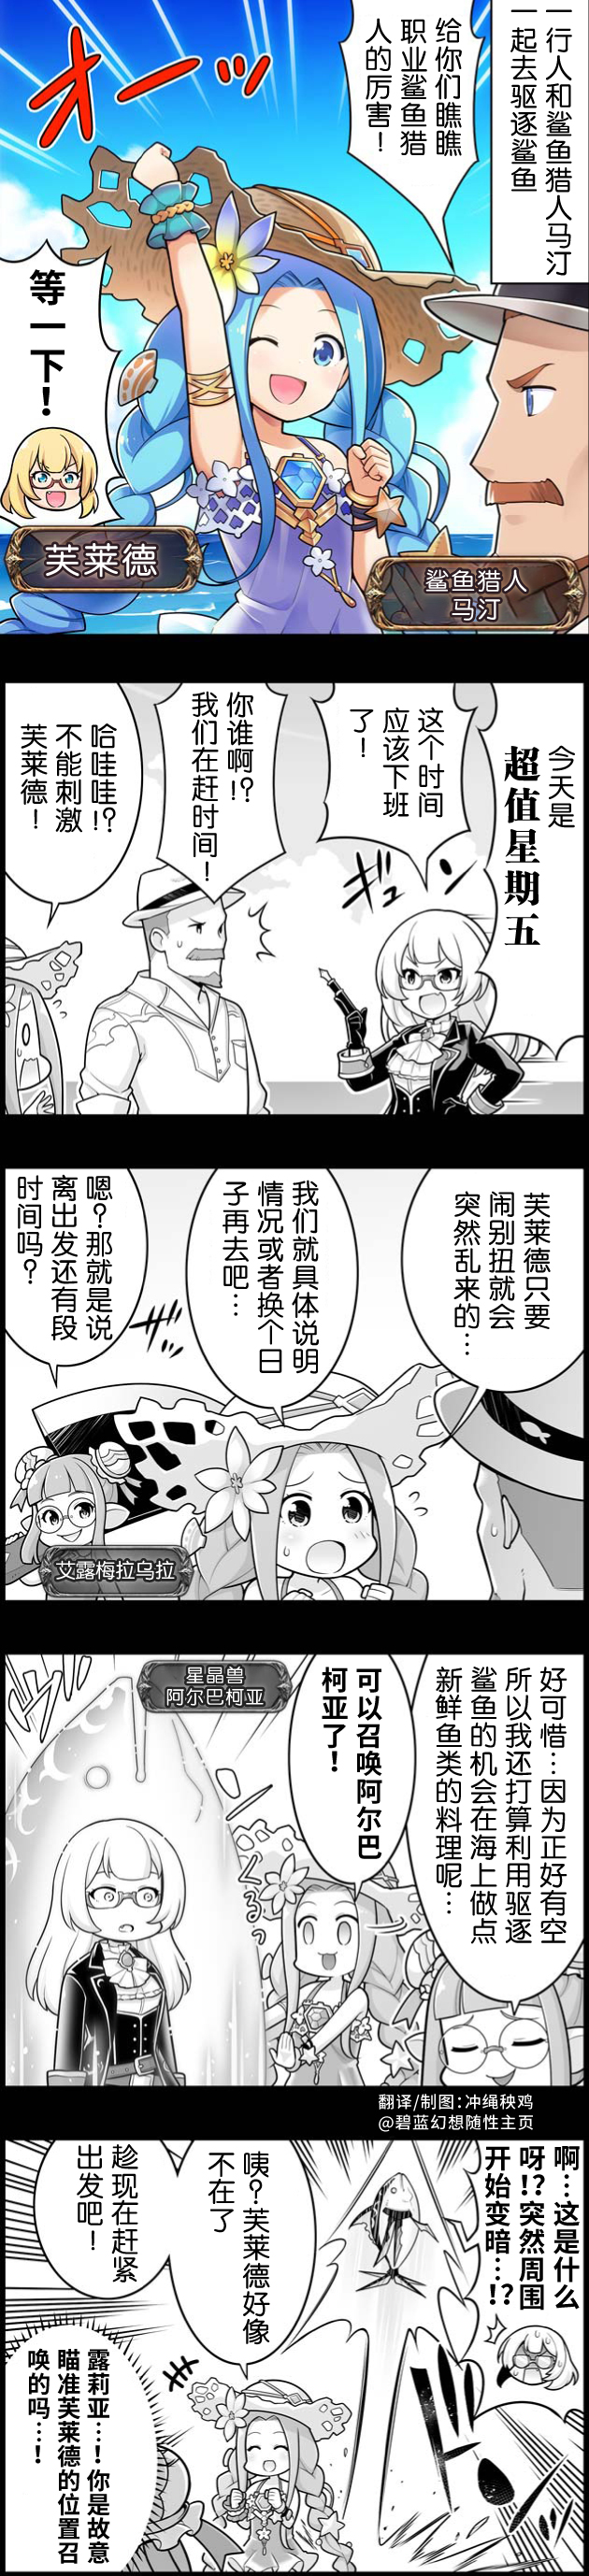 一行人和鲨鱼猎人马汀
一起去驱逐鲨鱼
给你们瞧瞧
职业鲨鱼猎
人的厉害！
オーッ
等一下！
芙莱德
鲨鱼猎人
马汀
今天是
超值星期五
这个时间
应该下班
了！
你谁啊!?
我们在赶时间！
哈哇哇!?
不能刺激
芙莱德！
芙莱德只要
闹别扭就会
突然乱来的…
我们就具体说明
情况或者换个日
子再去吧…
嗯？那就是说
离出发还有段
时间吗？
艾露梅拉乌拉
好可惜…因为正好有空
所以我还打算利用驱逐
鲨鱼的机会在海上做点
新鲜鱼类的料理呢…
可以召唤阿尔巴
柯亚了！
星晶兽
阿尔巴柯亚
くるっ
翻译/制图：冲绳秧鸡
@碧蓝幻想随性主页
啊…这是什么
呀!?突然周围
开始变暗…!?
咦？芙莱德好像
不在了
趁现在赶紧
出发吧！
露莉亚…！你是故意
瞄准芙莱德的位置召
唤的吗…！